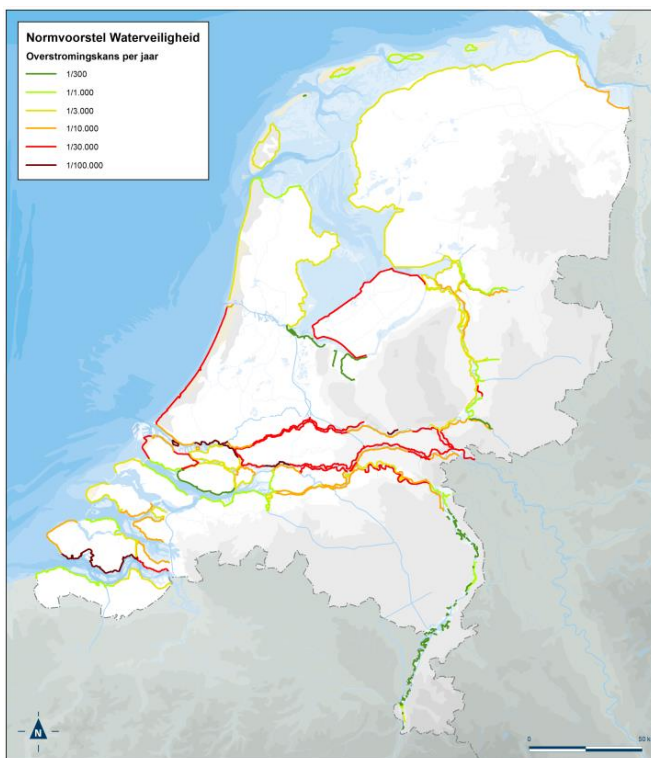 Normvoorstel Waterveiligheid
Overstromingskans per jaar
1/300
1/1.000
1/3.000
1/10.000
1/30.000
1/100.000
N
0
50 k